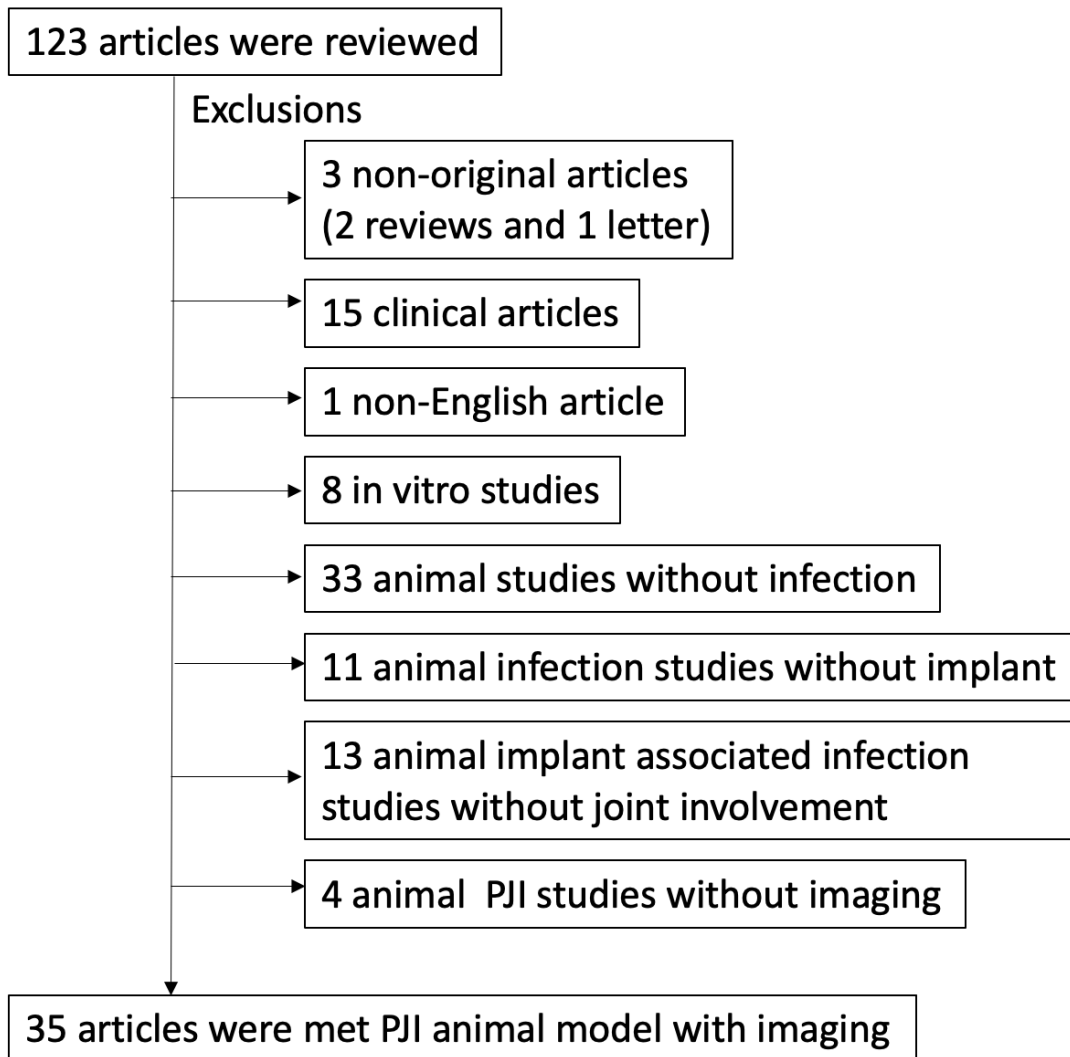 123 articles were reviewed
Exclusions
3 non-original articles
(2 reviews and 1 letter)
15 clinical articles
1 non-English article
8 in vitro studies
33 animal studies without infection
11 animal infection studies without implant
13 animal implant associated infection
studies without joint involvement
4 animal  PJI studies without imaging
35 articles were met PJI animal model with imaging